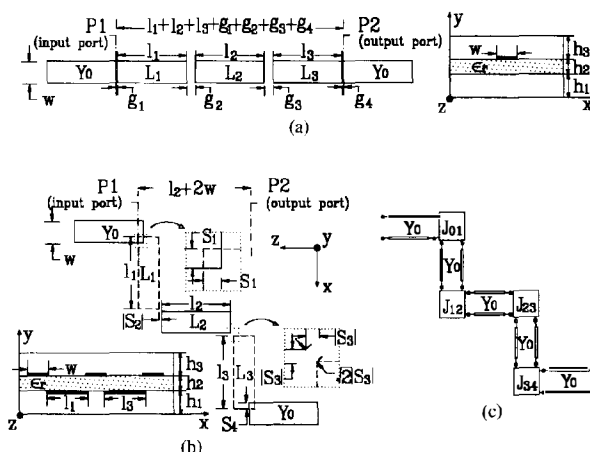 P1 l1+l2+l3+g1+g2+g3+g4 P2
(input port) (output port)
l1 l2 l3
Y0 L1 L2 L3 Y0
w
g1 g2 g3 g4
(a)
y
w
h3
εr h2
h1
z x
(b)
P1 l2+2w P2
(input port) (output port)
Y0
w
S1
S1
l1 L1
z y
x
S2
l2
L2
l3 L3
S3
|S3| √2|S3|
S4 Y0
y
w
h3
εr h2
l1 l3 h1
z x
(b)
J01
Y0
J12 Y0 J23
Y0
J34 Y0
(c)